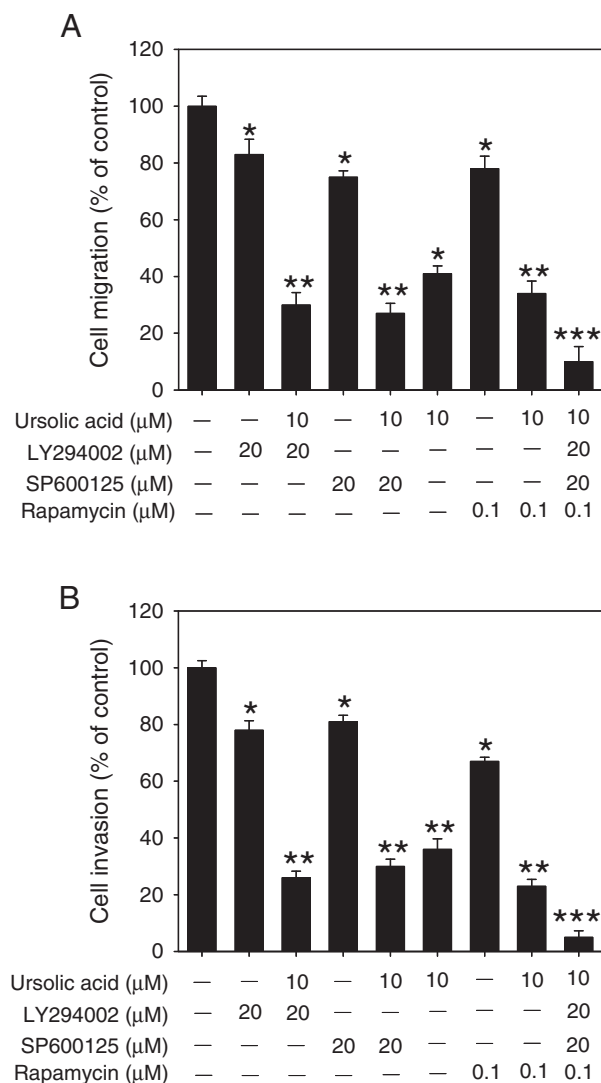 A
120
100
80
60
40
20
0
Cell migration (% of control)
* ** * ** * * ** ***
Ursolic acid (μM) — — 10 — 10 10 — 10 10
LY294002 (μM) — 20 20 — — — — — 20
SP600125 (μM) — — — 20 20 — — — 20
Rapamycin (μM) — — — — — — 0.1 0.1 0.1
B
120
100
80
60
40
20
0
Cell invasion (% of control)
* ** * ** ** * ** ***
Ursolic acid (μM) — — 10 — 10 10 — 10 10
LY294002 (μM) — 20 20 — — — — — 20
SP600125 (μM) — — — 20 20 — — — 20
Rapamycin (μM) — — — — — — 0.1 0.1 0.1